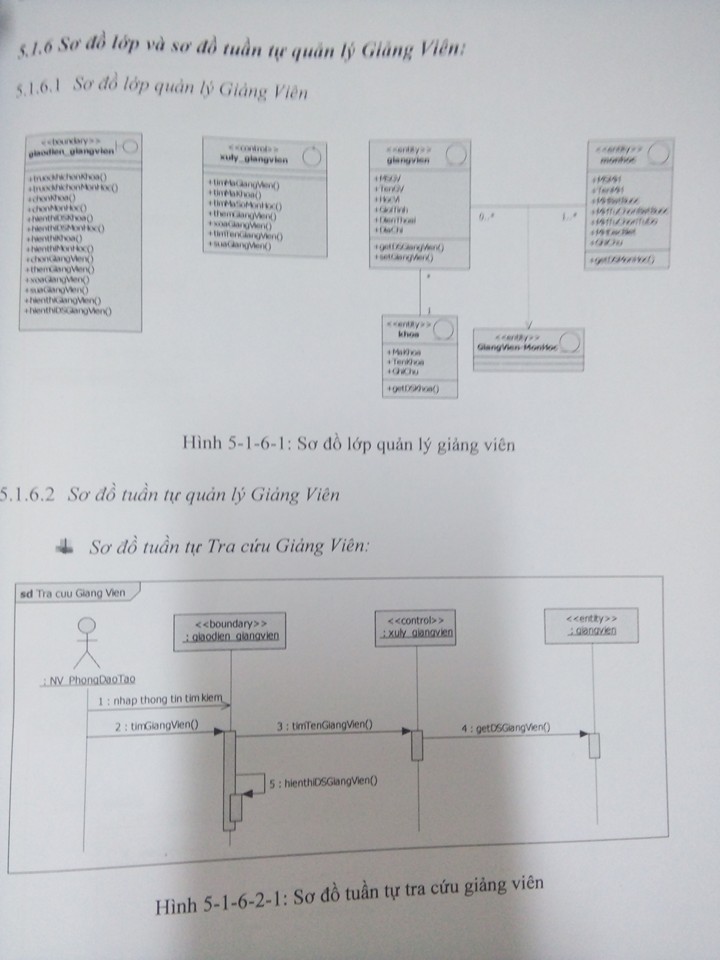 5.1.6 Sơ đồ lớp và sơ đồ tuần tự quản lý Giảng Viên:
5.1.6.1 Sơ đồ lớp quản lý Giảng Viên
<<boundary>>
giaodien_giangvien
+truockhichonKhoa()
+truockhichonMonHoc()
+chonKhoa()
+chonMonHoc()
+hienthiDSKhoa()
+hienthiDSMonHoc()
+hienthiKhoa()
+hienthiMonHoc()
+chonGiangVien()
+themGiangVien()
+xoaGiangVien()
+suaGiangVien()
+hienthiGiangVien()
+hienthiDSGiangVien()
<<control>>
xuly_giangvien
+timMaGiangVien()
+timMaKhoa()
+timMaSoMonHoc()
+themGiangVien()
+xoaGiangVien()
+timTenGiangVien()
+suaGiangVien()
<<entity>>
giangvien
+MSGV
+TenGV
+HocVi
+GioiTinh
+DienThoai
+DiaChi
+getDSGiangVien()
+setGiangVien()
0..*
1..*
<<entity>>
monhoc
+MSMH
+TenMH
+GhiChu
+getDSMonHoc()
*
1
<<entity>>
khoa
+MaKhoa
+TenKhoa
+GhiChu
+getDSKhoa()
<<entity>>
GiangVien-MonHoc
Hình 5-1-6-1: Sơ đồ lớp quản lý giảng viên
5.1.6.2 Sơ đồ tuần tự quản lý Giảng Viên
Sơ đồ tuần tự Tra cứu Giảng Viên:
sd Tra cuu Giang Vien
<<boundary>>
: giaodien_giangvien
<<control>>
: xuly_giangvien
<<entity>>
: giangvien
: NV_PhongDaoTao
1 : nhap thong tin tim kiem
2 : timGiangVien()
3 : timTenGiangVien()
4 : getDSGiangVien()
5 : hienthiDSGiangVien()
Hình 5-1-6-2-1: Sơ đồ tuần tự tra cứu giảng viên